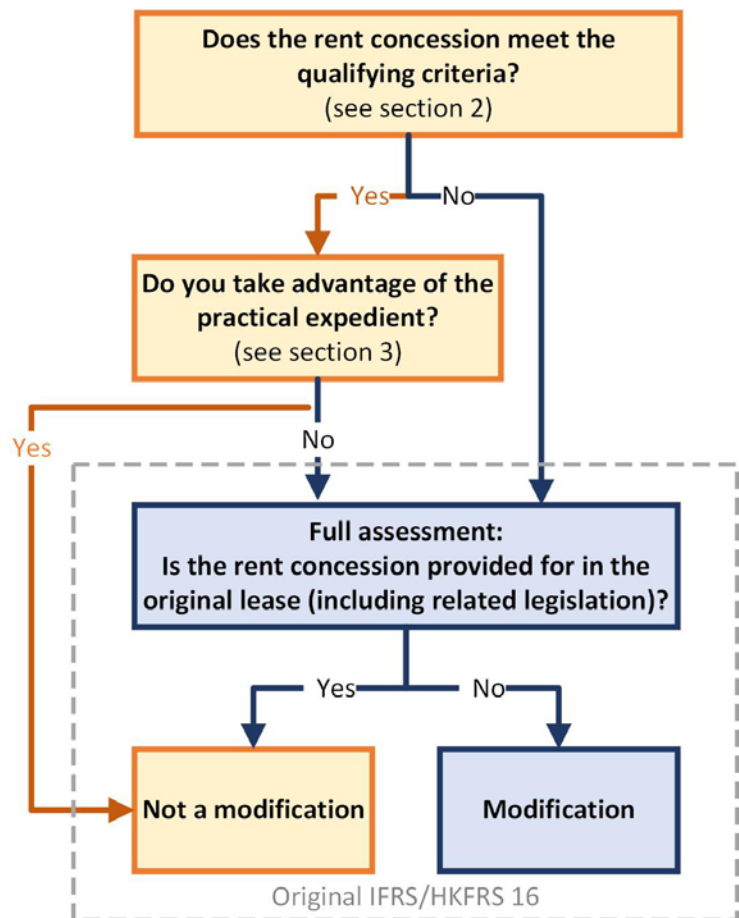 Does the rent concession meet the
qualifying criteria?
(see section 2)
Yes
No
Do you take advantage of the
practical expedient?
(see section 3)
Yes
No
Full assessment:
Is the rent concession provided for in the
original lease (including related legislation)?
Yes
No
Not a modification
Modification
Original IFRS/HKFRS 16